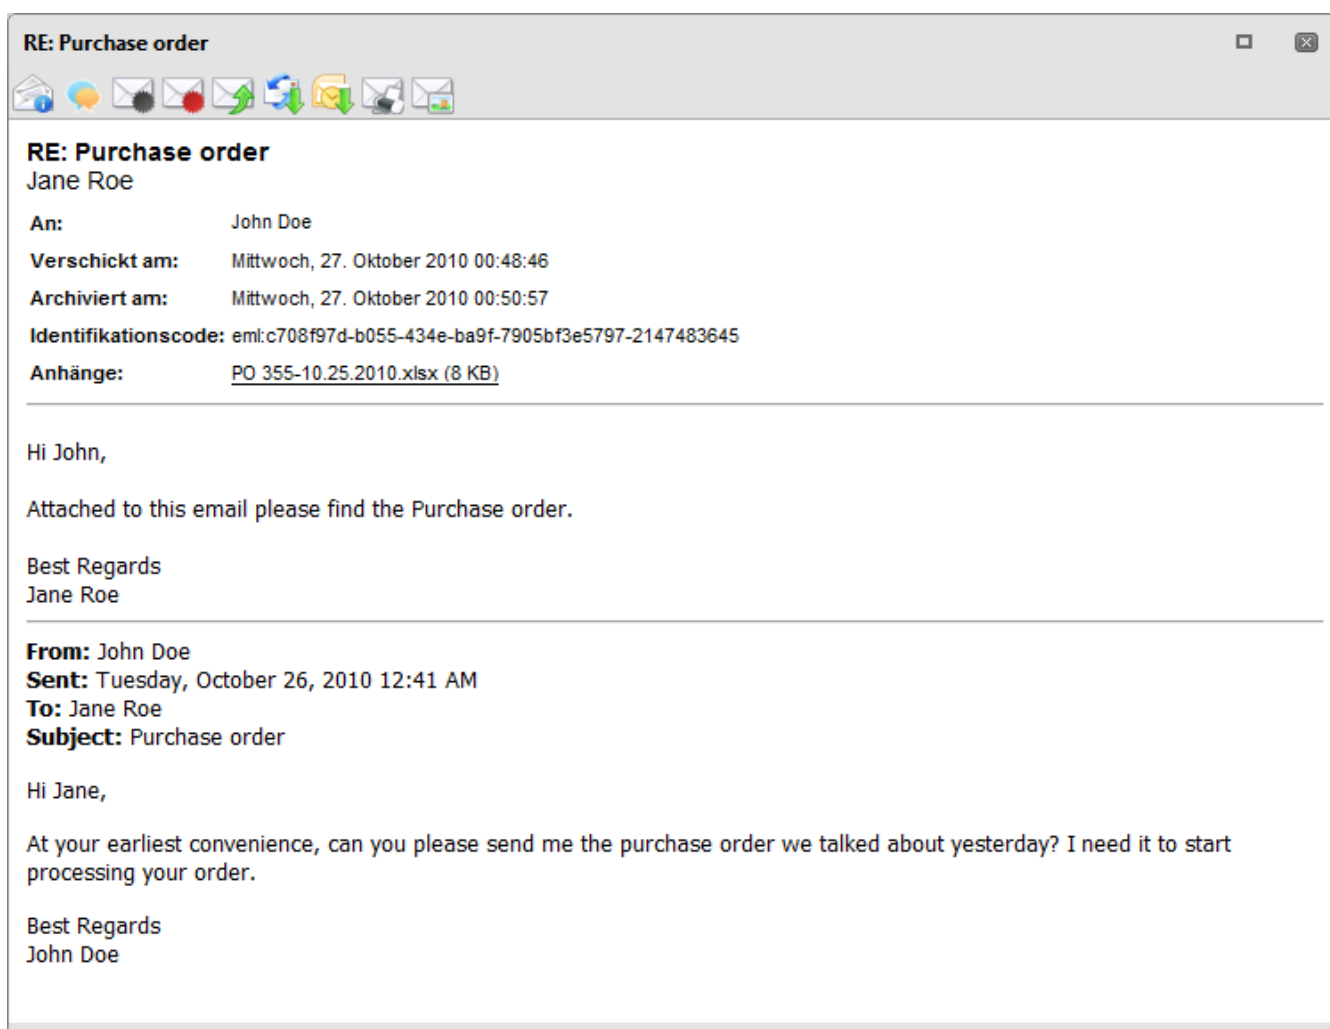 RE: Purchase order
RE: Purchase order
Jane Roe
An: John Doe
Verschickt am: Mittwoch, 27. Oktober 2010 00:48:46
Archiviert am: Mittwoch, 27. Oktober 2010 00:50:57
Identifikationscode: eml:c708f97d-b055-434e-ba9f-7905bf3e5797-2147483645
Anhänge: PO 355-10.25.2010.xlsx (8 KB)
Hi John,
Attached to this email please find the Purchase order.
Best Regards
Jane Roe
From: John Doe
Sent: Tuesday, October 26, 2010 12:41 AM
To: Jane Roe
Subject: Purchase order
Hi Jane,
At your earliest convenience, can you please send me the purchase order we talked about yesterday? I need it to start
processing your order.
Best Regards
John Doe